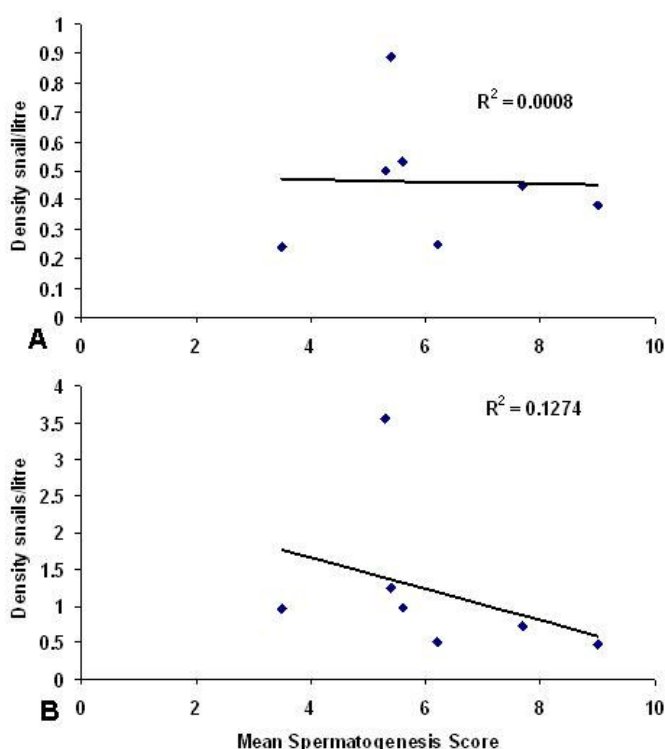 1
0.9
0.8
0.7
0.6
0.5
0.4
0.3
0.2
0.1
0
Density snail/litre
R² = 0.0008
A
0 2 4 6 8 10
4
3.5
3
2.5
2
1.5
1
0.5
0
Density snails/litre
R² = 0.1274
B
0 2 4 6 8 10
Mean Spermatogenesis Score